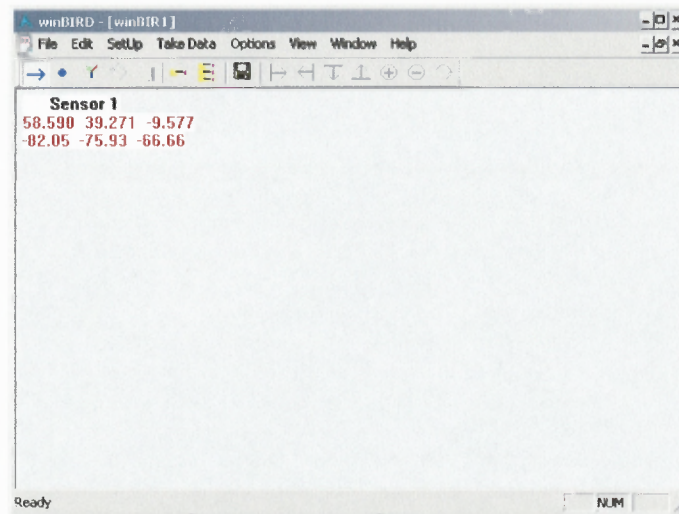 winBIRD - [winBIR1]
File Edit SetUp Take Data Options View Window Help
Sensor 1
58.590 39.271 -9.577
-82.05 -75.93 -66.66
Ready NUM